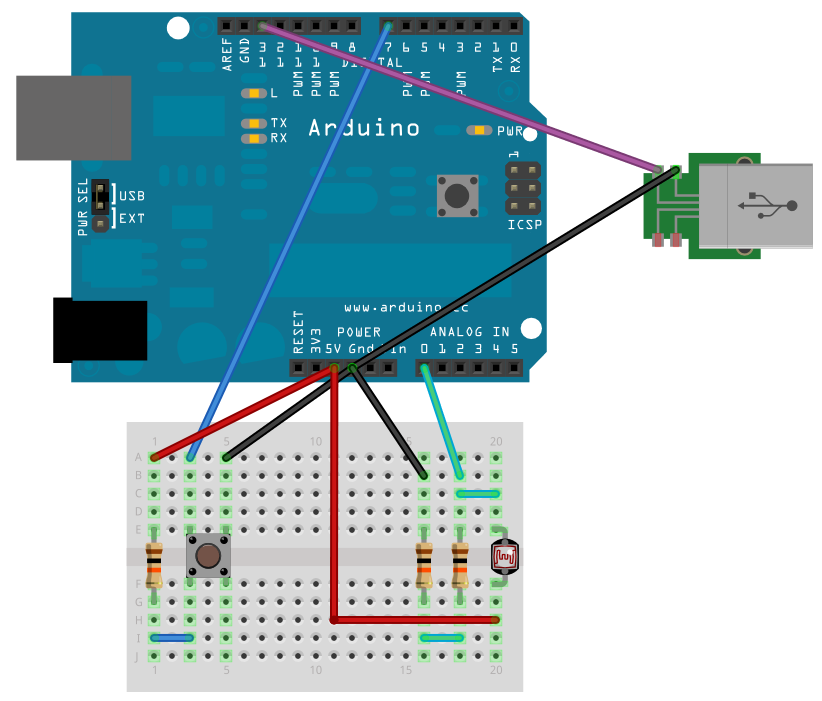 AREF
GND
13
12
PWM 11
PWM 10
PWM 9
8
7
PWM 6
PWM 5
4
PWM 3
2
TX 1
RX 0
DIGITAL
L
TX
RX
Arduino
PWR
1
ICSP
PWR SEL
USB
EXT
www.arduino.cc
RESET
3V3
POWER
5V Gnd Vin
ANALOG IN
0 1 2 3 4 5
1 5 10 15 20
A
B
C
D
E
F
G
H
I
J
1 5 10 15 20